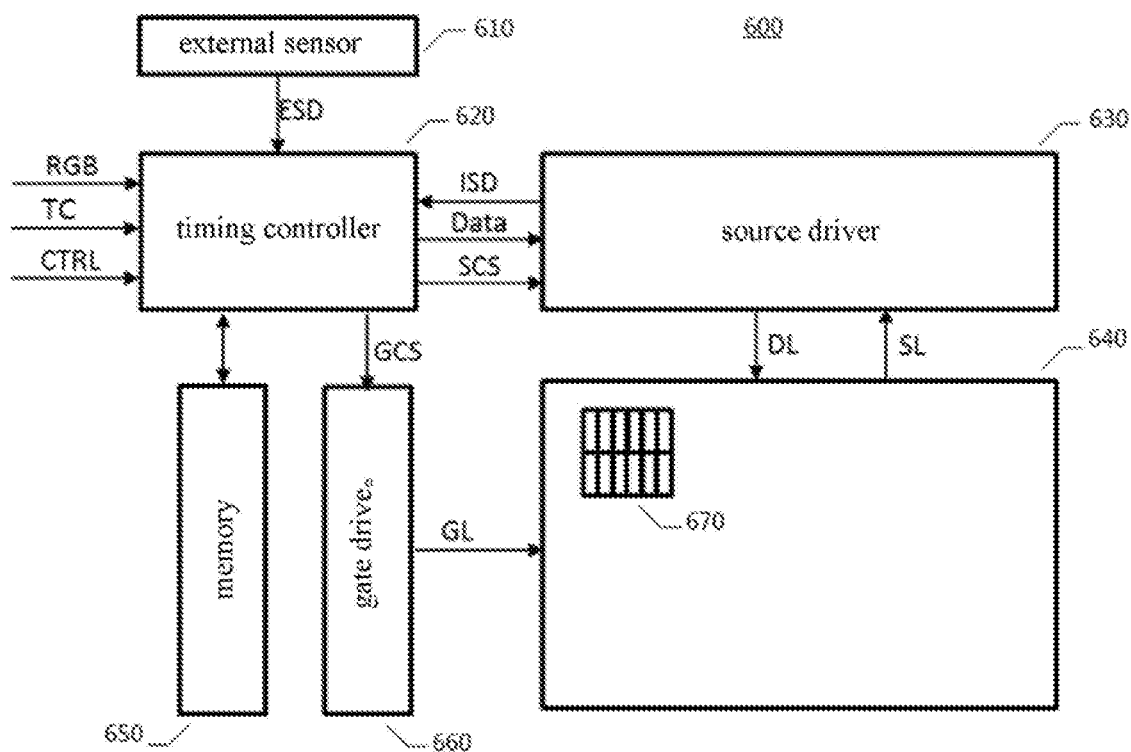 600
external sensor
610
ESD
620
630
RGB
TC
CTRL
timing controller
ISD
Data
SCS
source driver
GCS
DL
SL
640
670
memory
gate drive。
GL
650
660